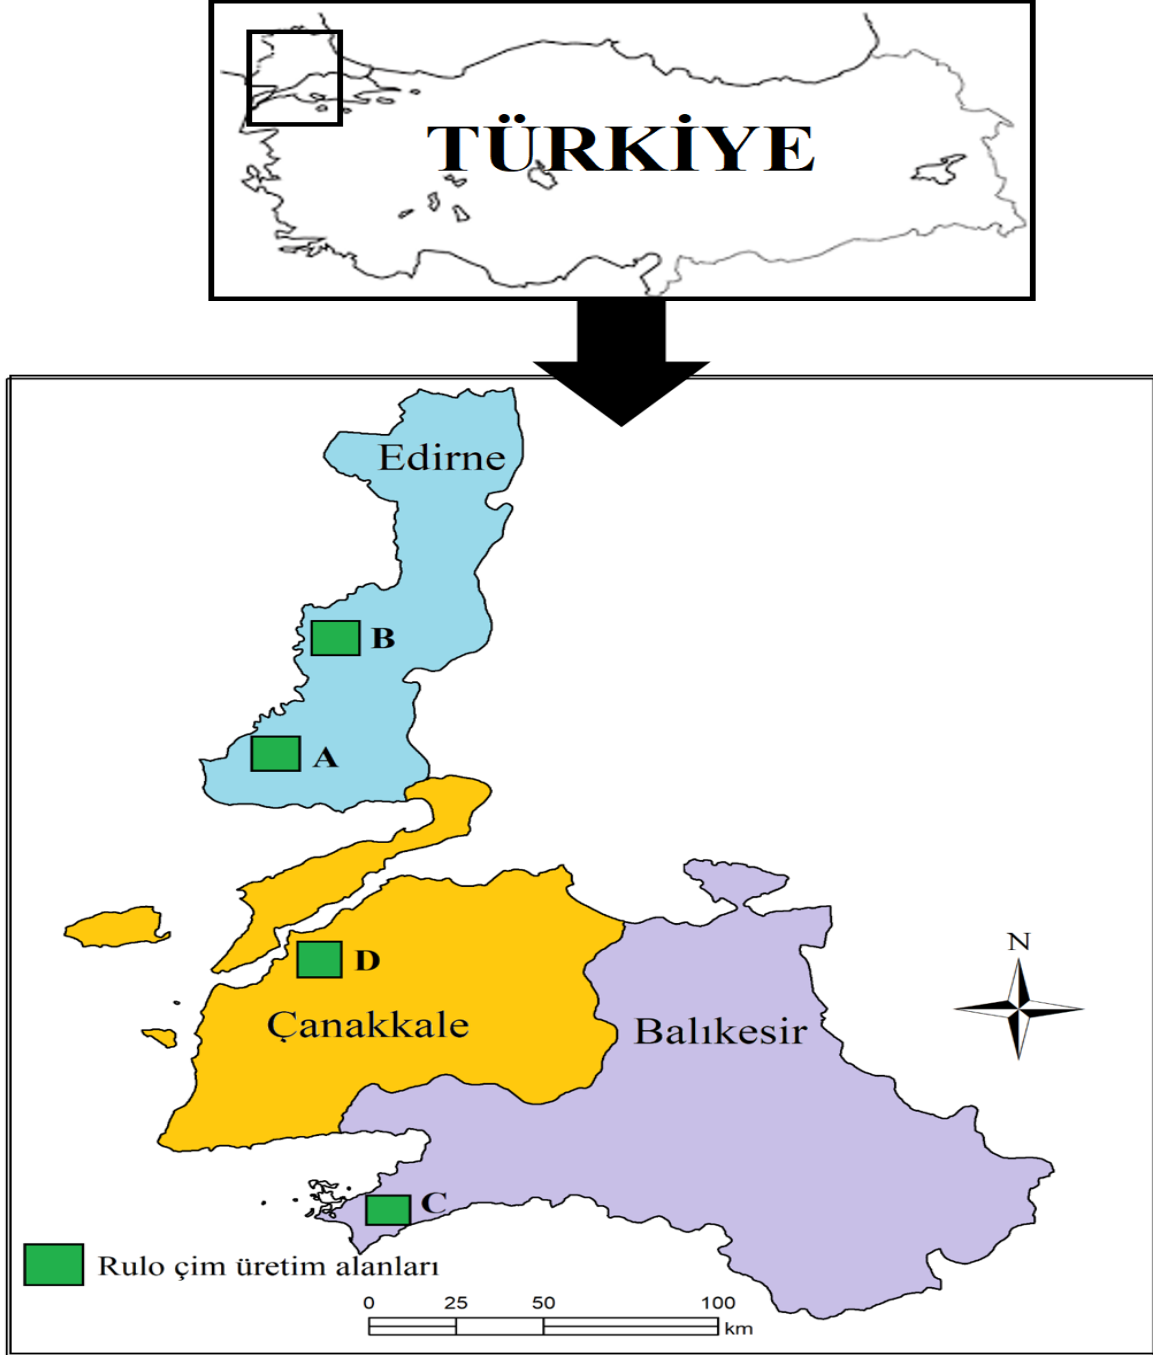 TÜRKİYE
Edirne
B
A
D
Çanakkale
Balıkesir
N
C
Rulo çim üretim alanları
0 25 50 100
km